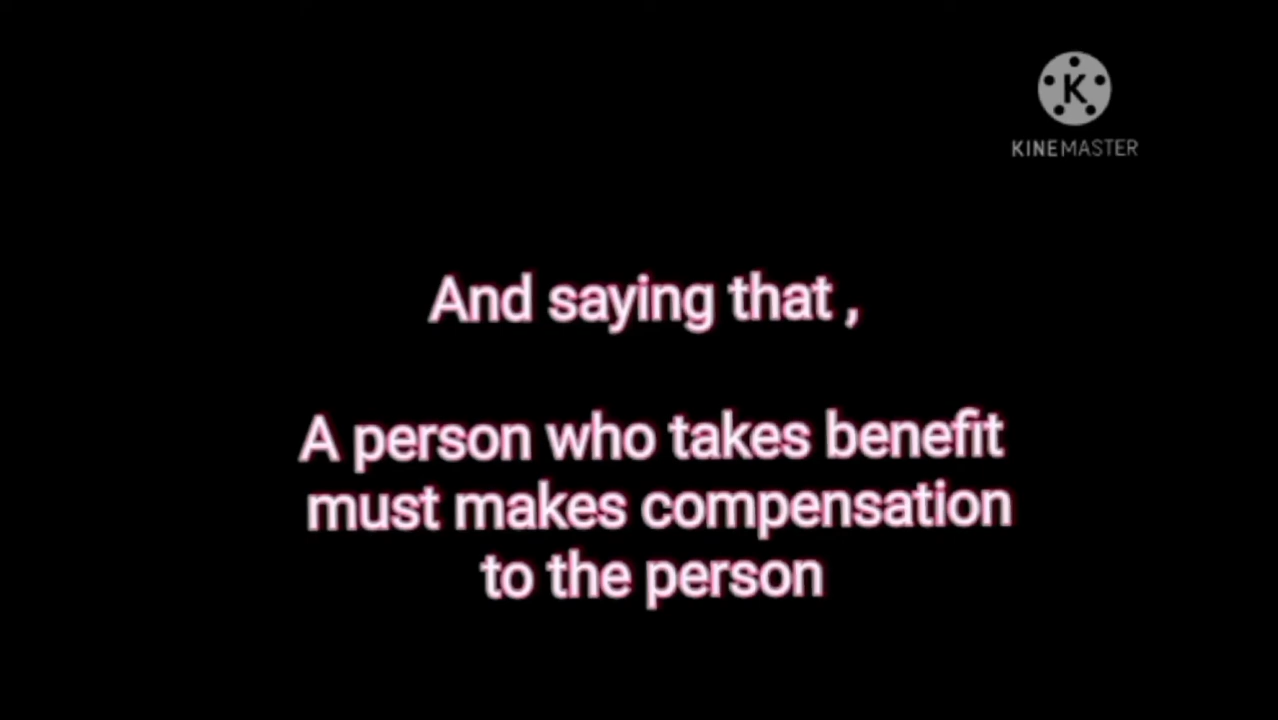 K
KINEMASTER
And saying that ,
A person who takes benefit
must makes compensation
to the person